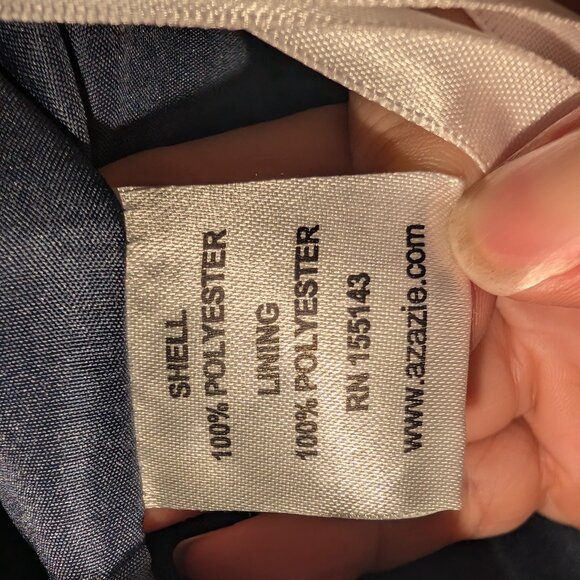 SHELL
100% POLYESTER
LINING
100% POLYESTER
RN 155143
www.azazie.com